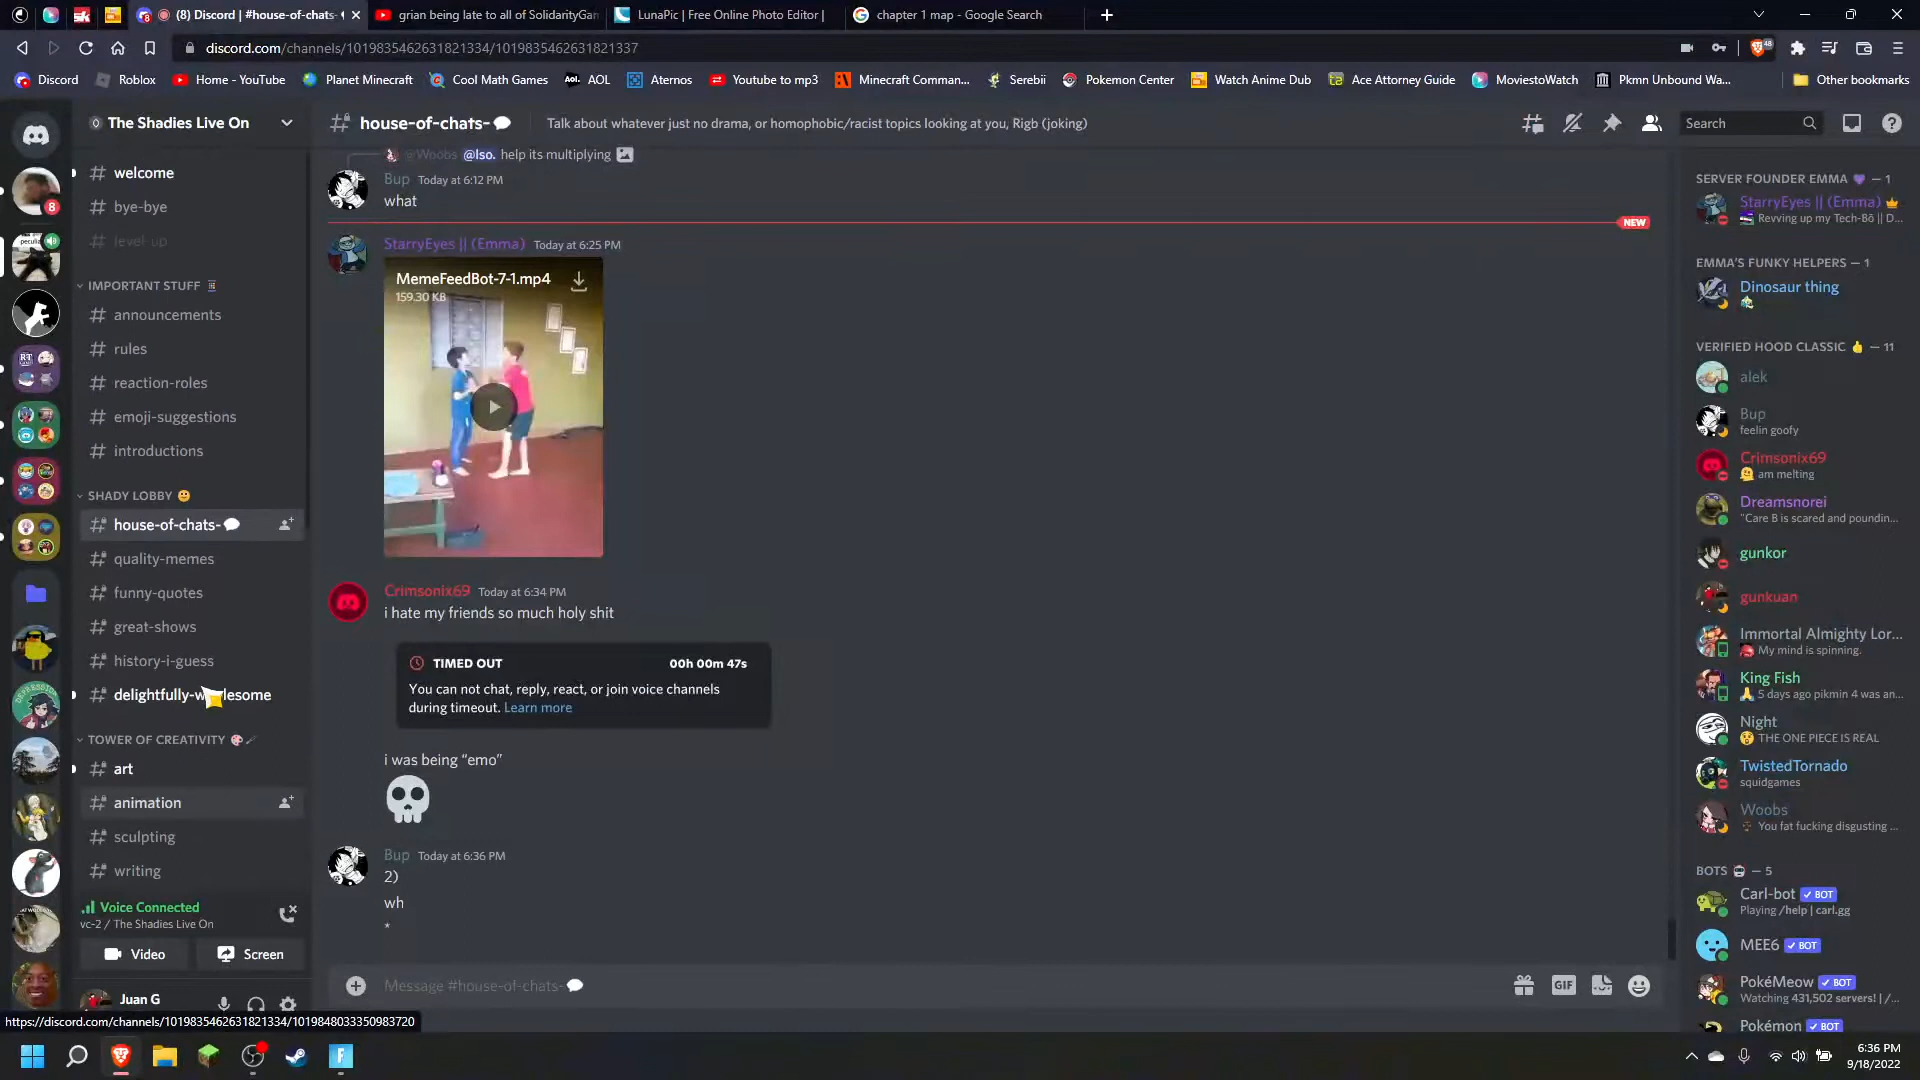 (8) Discord | #house-of-chats-
grian being late to all of SolidarityGam
LunaPic | Free Online Photo Editor |
chapter 1 map - Google Search
discord.com/channels/1019835462631821334/1019835462631821337
48
Discord
Roblox
Home - YouTube
Planet Minecraft
Cool Math Games
Aol.
AOL
Aternos
Youtube to mp3
Minecraft Comman...
Serebii
Pokemon Center
Watch Anime Dub
Ace Attorney Guide
MoviestoWatch
Pkmn Unbound Wa...
Other bookmarks
The Shadies Live On
house-of-chats-💬
Talk about whatever just no drama, or homophobic/racist topics looking at you, Rigb (joking)
Search
welcome
bye-bye
level-up
IMPORTANT STUFF
announcements
rules
reaction-roles
emoji-suggestions
introductions
SHADY LOBBY 🙂
house-of-chats-💬
quality-memes
funny-quotes
great-shows
history-i-guess
delightfully-wholesome
TOWER OF CREATIVITY 🎨🖌
art
animation
sculpting
writing
Voice Connected
vc-2 / The Shadies Live On
Video
Screen
Juan G
8
peculia
DEPRESSION
@Woobs @lso. help its multiplying
Bup Today at 6:12 PM
what
NEW
StarryEyes || (Emma) Today at 6:25 PM
MemeFeedBot-7-1.mp4
159.30 KB
Crimsonix69 Today at 6:34 PM
i hate my friends so much holy shit
TIMED OUT 00h 00m 47s
You can not chat, reply, react, or join voice channels
during timeout. Learn more
i was being “emo”
💀
Bup Today at 6:36 PM
2)
wh
*
Message #house-of-chats-💬
GIF
SERVER FOUNDER EMMA 💜 — 1
StarryEyes || (Emma)
Revving up my Tech-Bō || D...
EMMA'S FUNKY HELPERS — 1
Dinosaur thing
VERIFIED HOOD CLASSIC 👍 — 11
alek
Bup
feelin goofy
Crimsonix69
🫠 am melting
Dreamsnorei
"Care B is scared and poundin...
gunkor
gunkuan
Immortal Almighty Lor...
My mind is spinning.
King Fish
🙏 5 days ago pikmin 4 was an...
Night
😲 THE ONE PIECE IS REAL
TwistedTornado
squidgames
Woobs
You fat fucking disgusting ...
BOTS — 5
Carl-bot ✓ BOT
Playing /help | carl.gg
MEE6 ✓ BOT
PokéMeow ✓ BOT
Watching 431,502 servers! | /...
Pokémon ✓ BOT
https://discord.com/channels/1019835462631821334/1019848033350983720
6:36 PM
9/18/2022